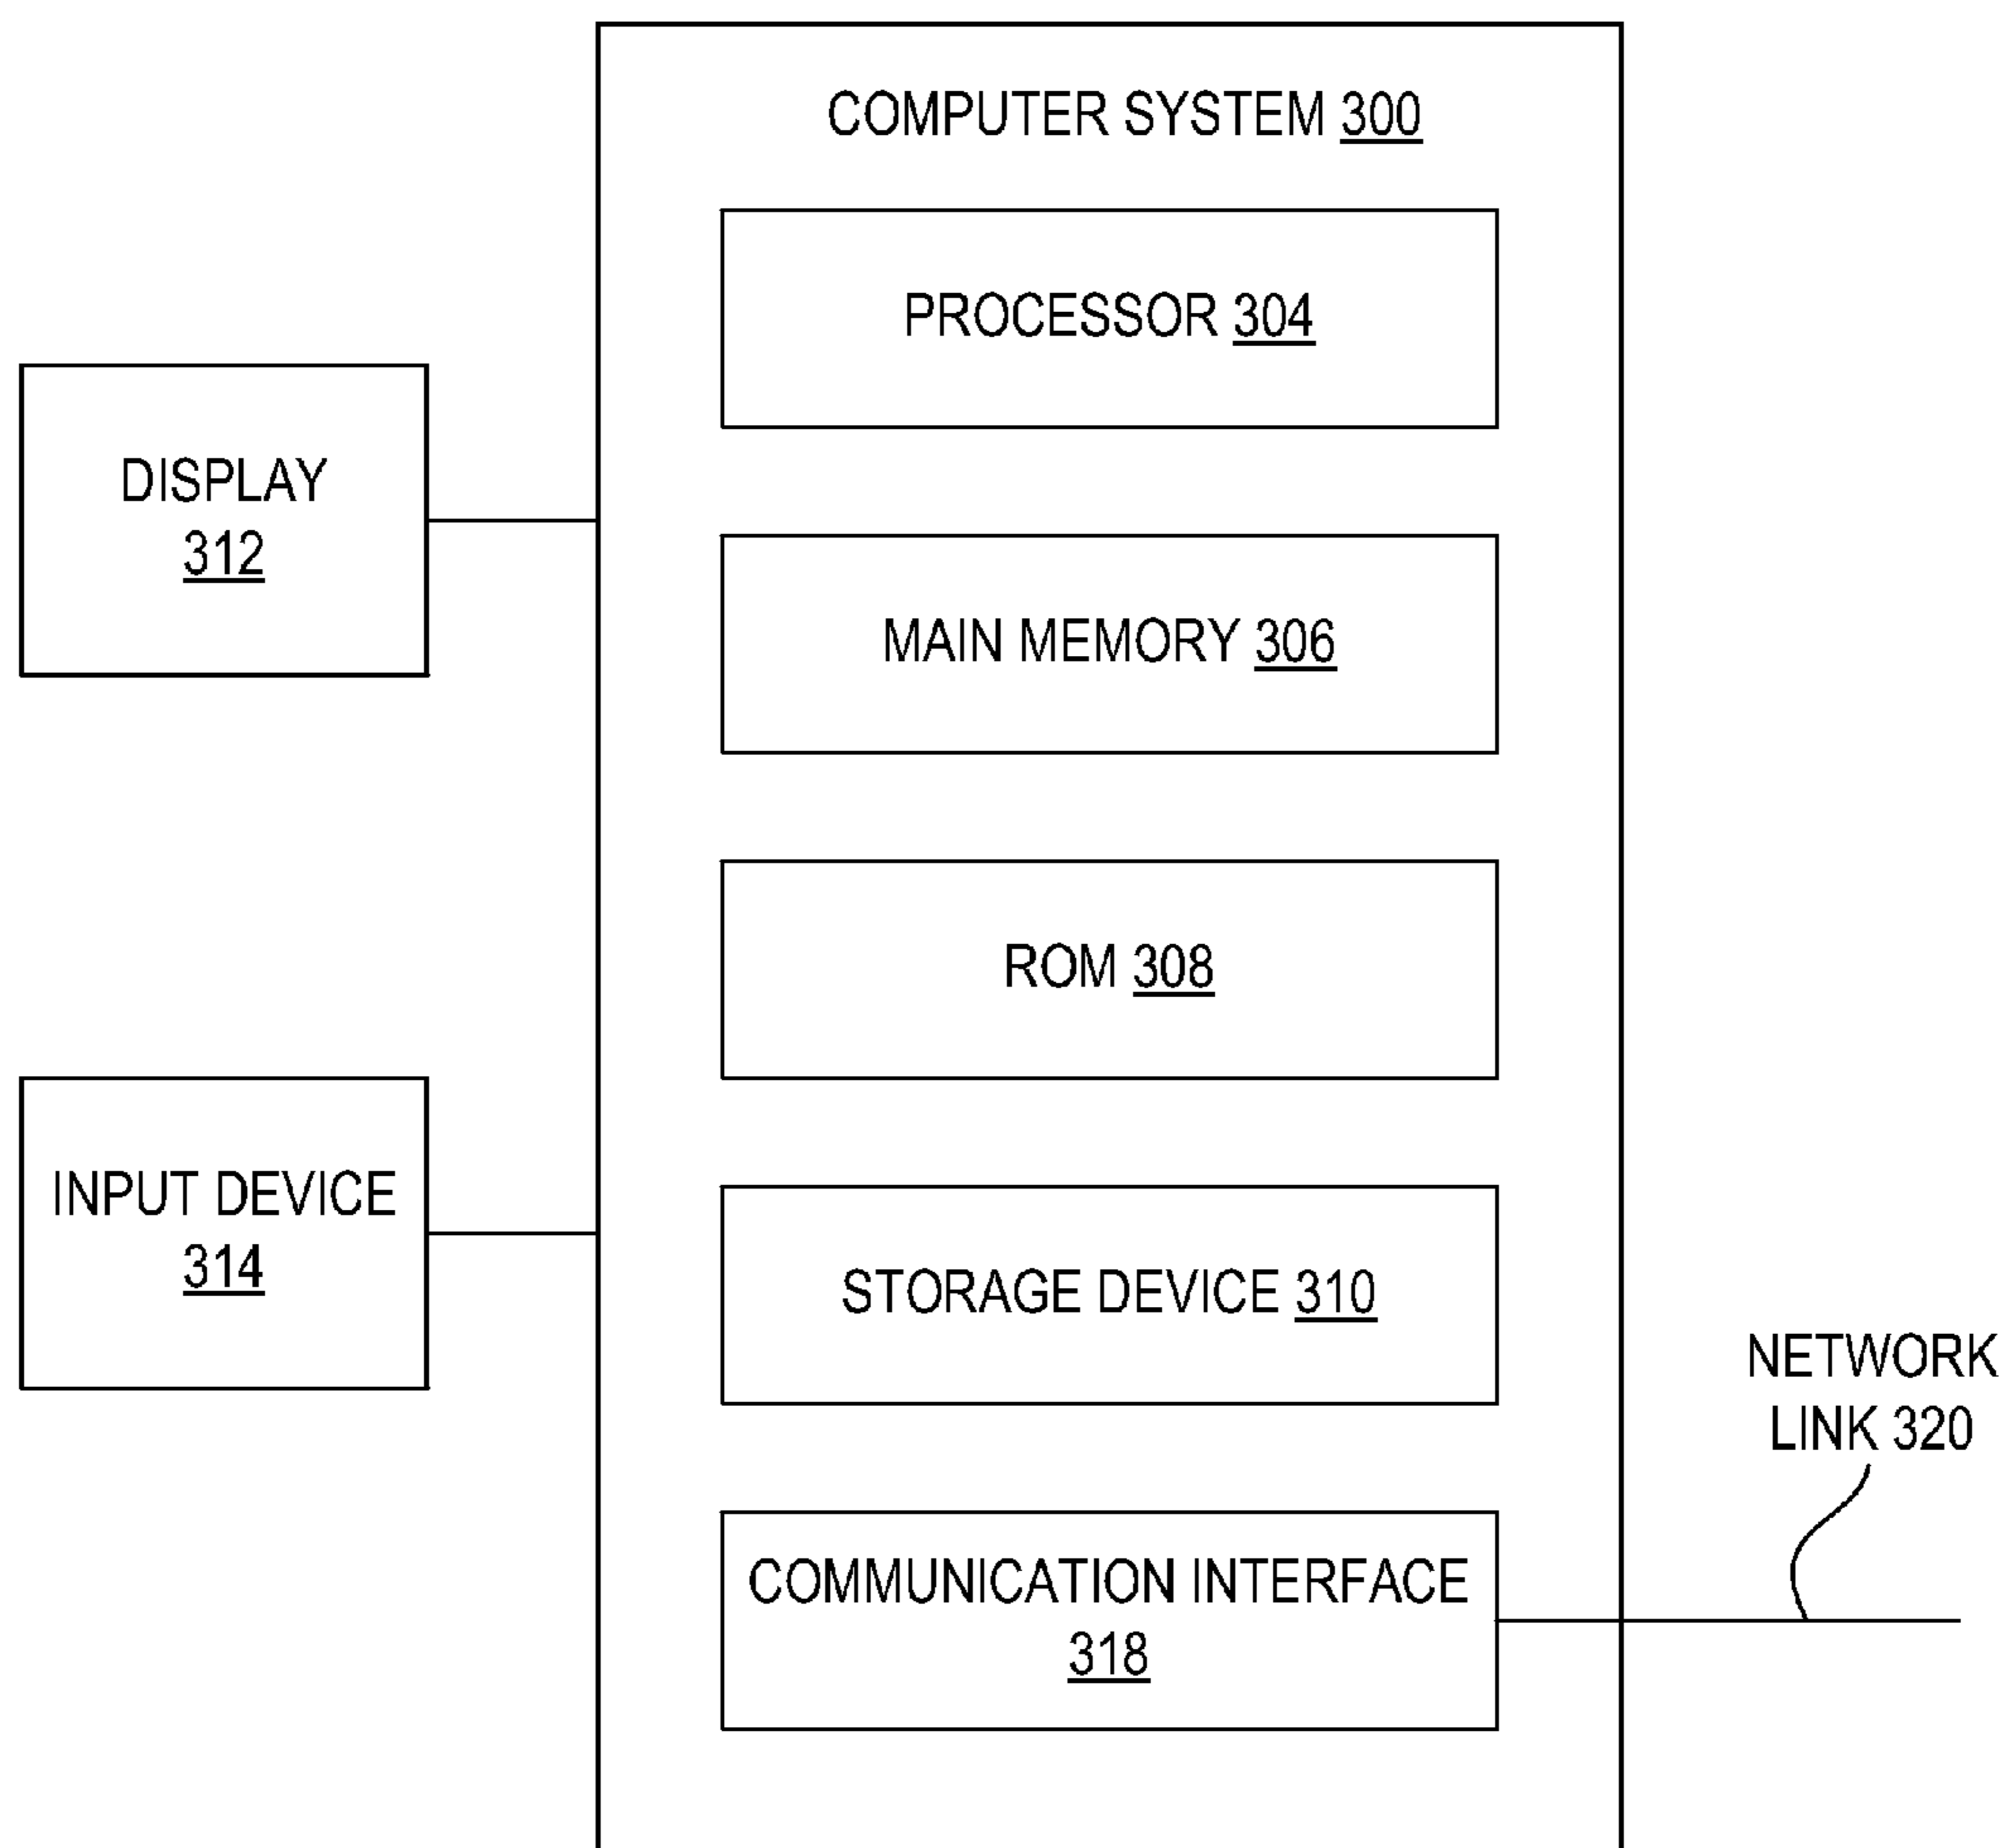 COMPUTER SYSTEM 300
PROCESSOR 304
DISPLAY
312
MAIN MEMORY 306
ROM 308
INPUT DEVICE
314
STORAGE DEVICE 310
NETWORK
LINK 320
COMMUNICATION INTERFACE
318